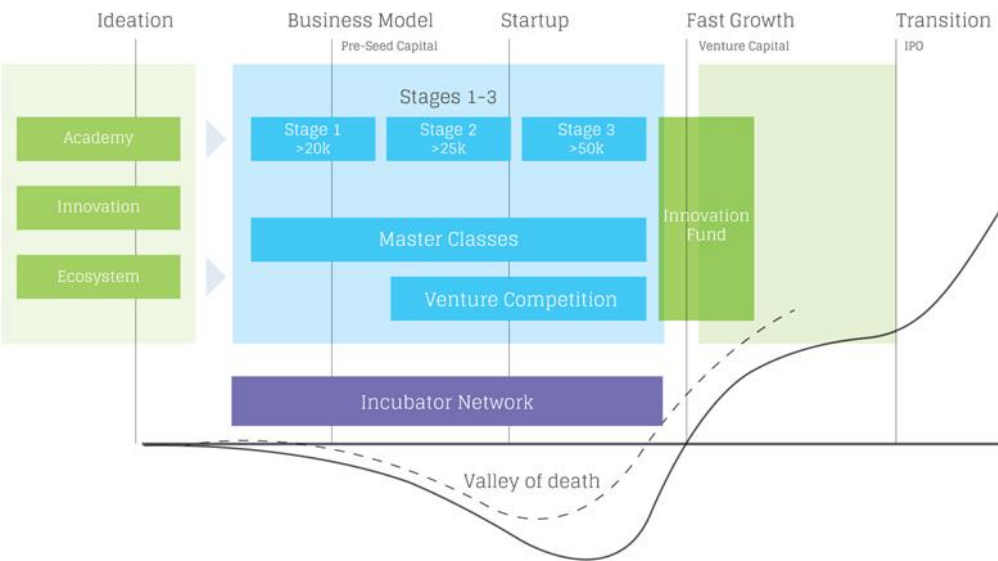 Ideation
Business Model
Startup
Fast Growth
Transition
Pre-Seed Capital
Venture Capital
IPO
Stages 1-3
Academy
Stage 1
>20k
Stage 2
>25k
Stage 3
>50k
Innovation
Innovation
Fund
Master Classes
Ecosystem
Venture Competition
Incubator Network
Valley of death